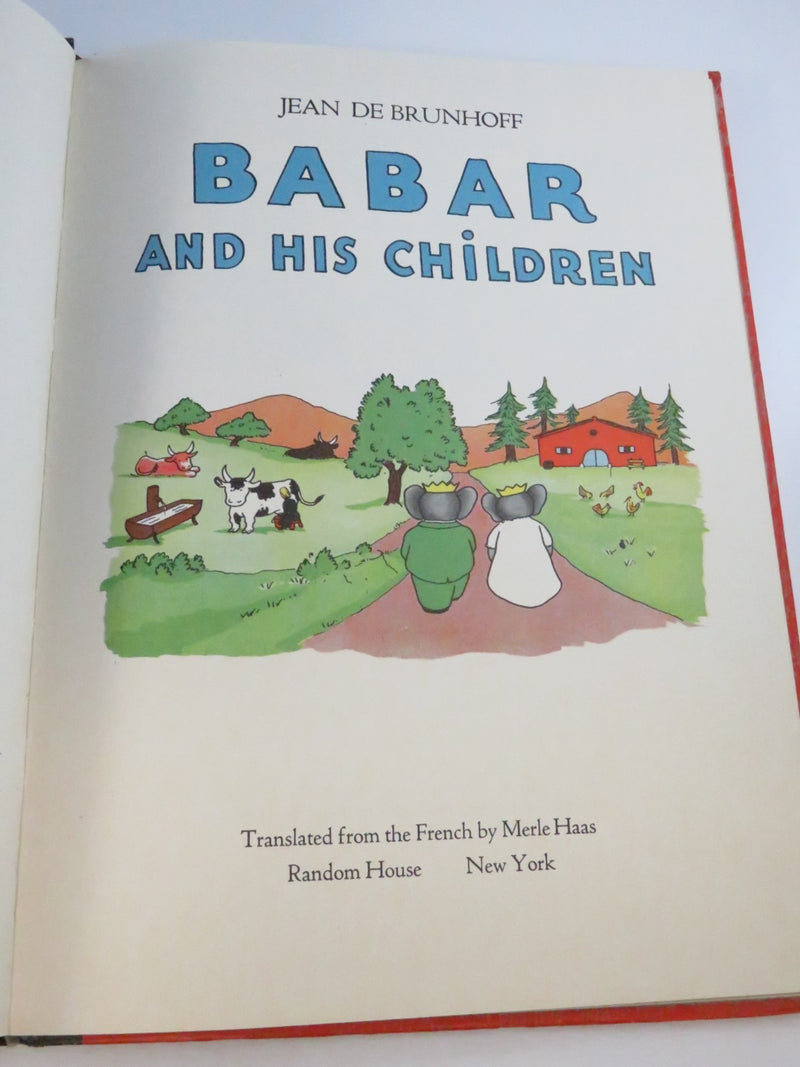 JEAN DE BRUNHOFF
BABAR
AND HIS CHiLDREN
Translated from the French by Merle Haas
Random House New York